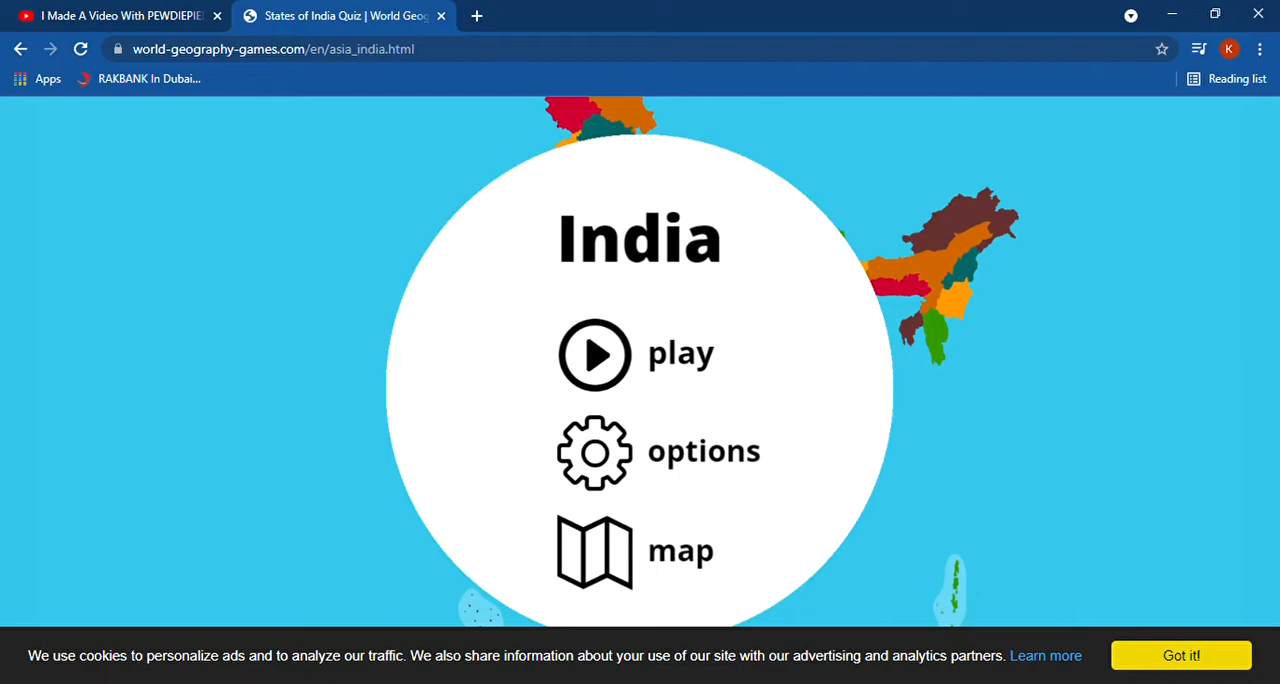 I Made A Video With PEWDIEPIE!
States of India Quiz | World Geog
world-geography-games.com/en/asia_india.html
K
Apps
RAKBANK In Dubai...
Reading list
India
play
options
map
We use cookies to personalize ads and to analyze our traffic. We also share information about your use of our site with our advertising and analytics partners. Learn more
Got it!